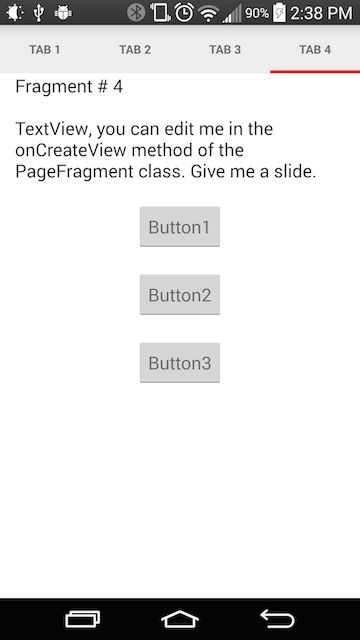 90% 2:38 PM
TAB 1 TAB 2 TAB 3 TAB 4
Fragment # 4
TextView, you can edit me in the
onCreateView method of the
PageFragment class. Give me a slide.
Button1
Button2
Button3